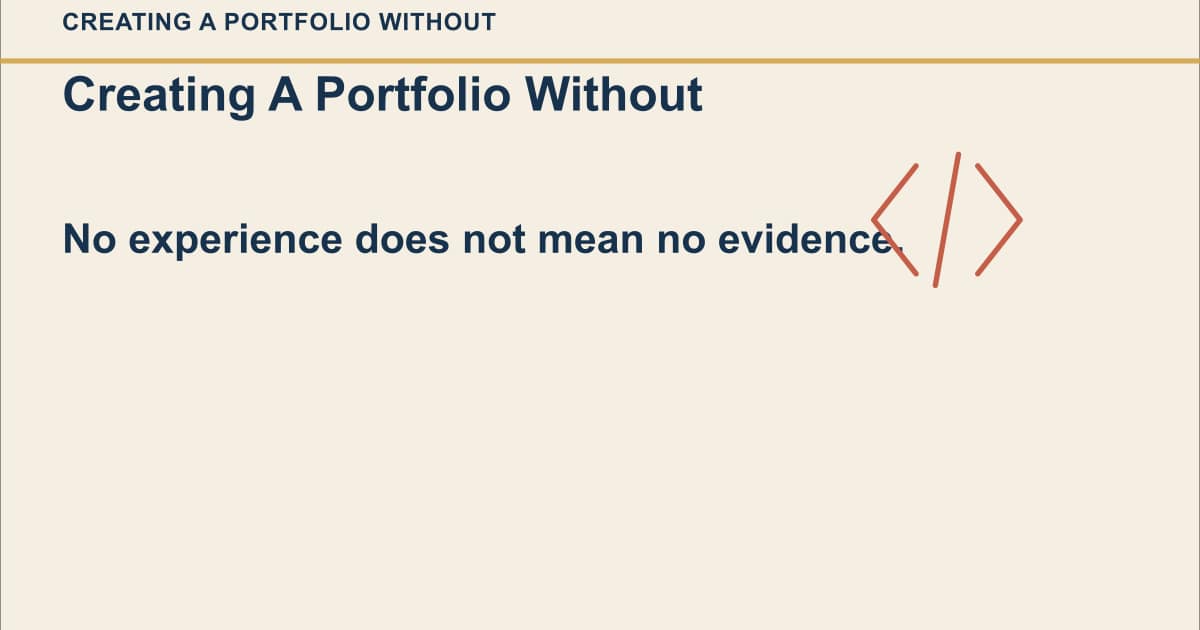 CREATING A PORTFOLIO WITHOUT
Creating A Portfolio Without
No experience does not mean no evidence.